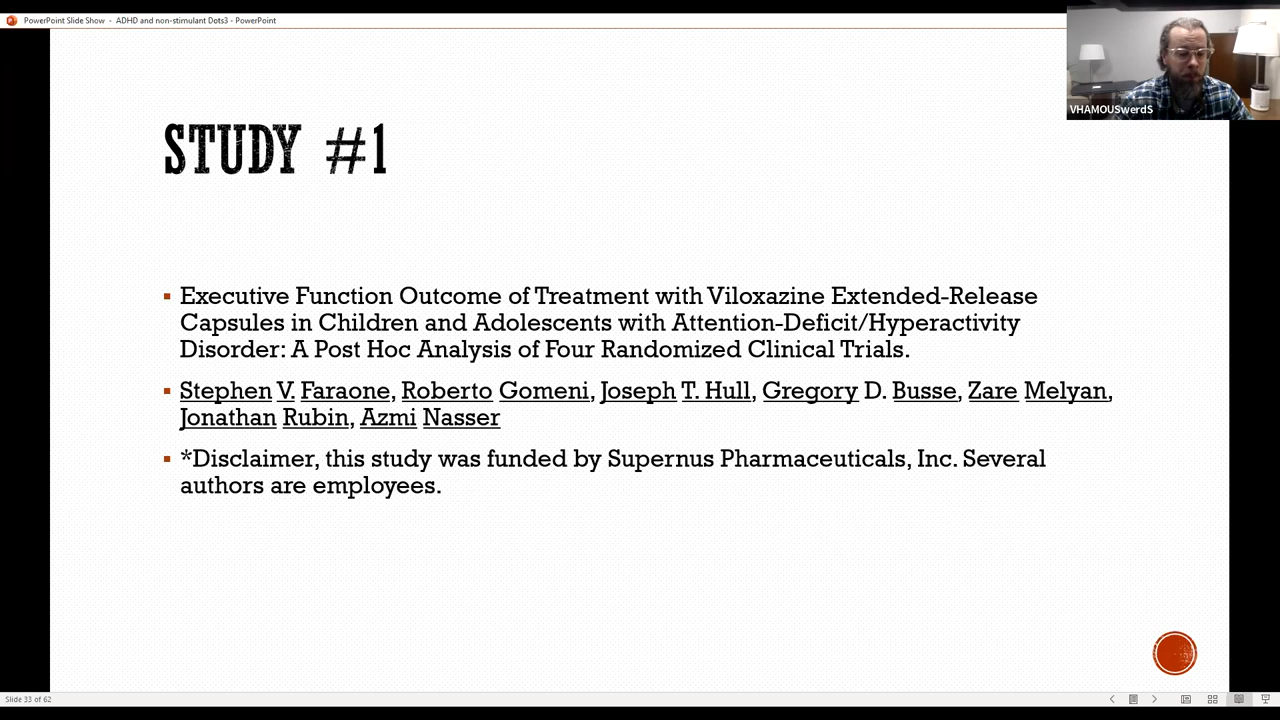 PowerPoint Slide Show - ADHD and non-stimulant Dots3 - PowerPoint
VHAMOUSwerdS
STUDY #1
Executive Function Outcome of Treatment with Viloxazine Extended-Release
Capsules in Children and Adolescents with Attention-Deficit/Hyperactivity
Disorder: A Post Hoc Analysis of Four Randomized Clinical Trials.
Stephen V. Faraone, Roberto Gomeni, Joseph T. Hull, Gregory D. Busse, Zare Melyan,
Jonathan Rubin, Azmi Nasser
*Disclaimer, this study was funded by Supernus Pharmaceuticals, Inc. Several
authors are employees.
Slide 33 of 62